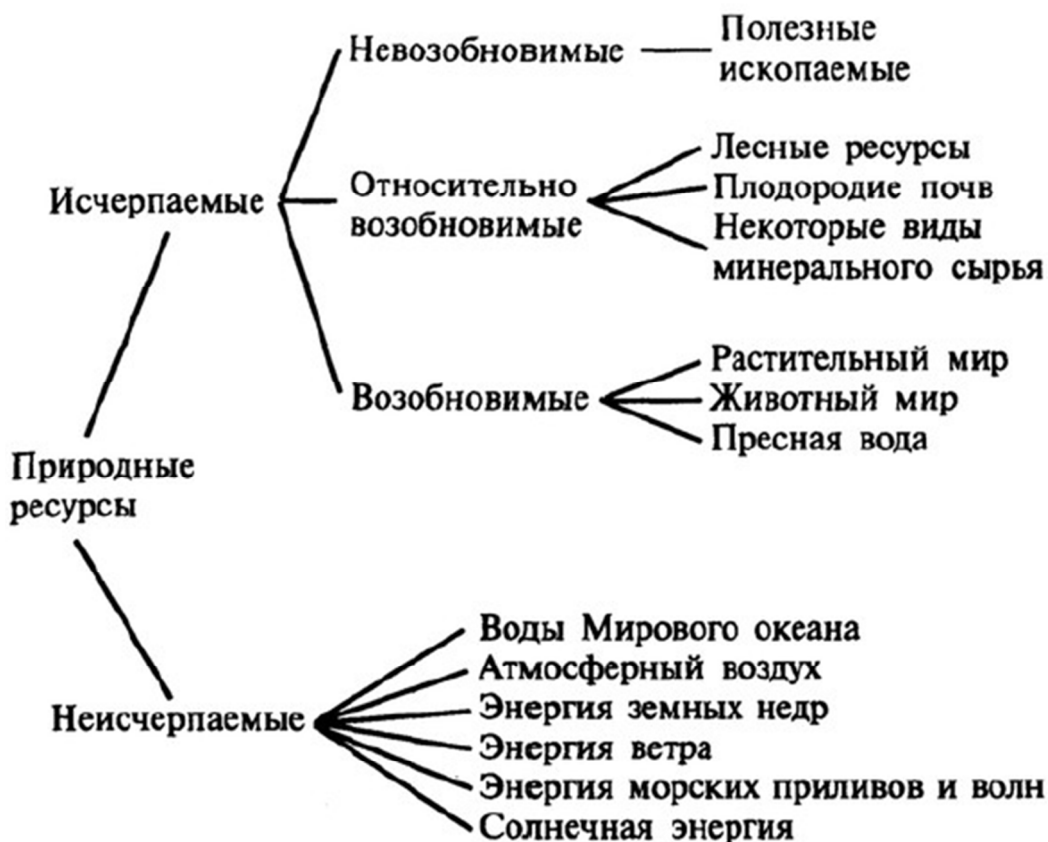 Природные
ресурсы
Исчерпаемые
Невозобновимые
Полезные
ископаемые
Относительно
возобновимые
Лесные ресурсы
Плодородие почв
Некоторые виды
минерального сырья
Возобновимые
Растительный мир
Животный мир
Пресная вода
Неисчерпаемые
Воды Мирового океана
Атмосферный воздух
Энергия земных недр
Энергия ветра
Энергия морских приливов и волн
Солнечная энергия